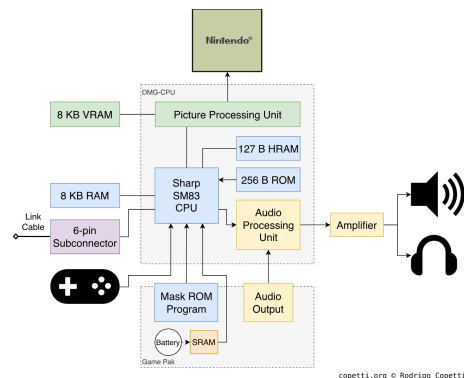 Nintendo®
DMG-CPU
8 KB VRAM
Picture Processing Unit
127 B HRAM
256 B ROM
8 KB RAM
Sharp
SM83
CPU
Link
Cable
6-pin
Subconnector
Audio
Processing
Unit
Amplifier
Mask ROM
Program
Audio
Output
Battery
SRAM
Game Pak
copetti.org © Rodrigo Copetti